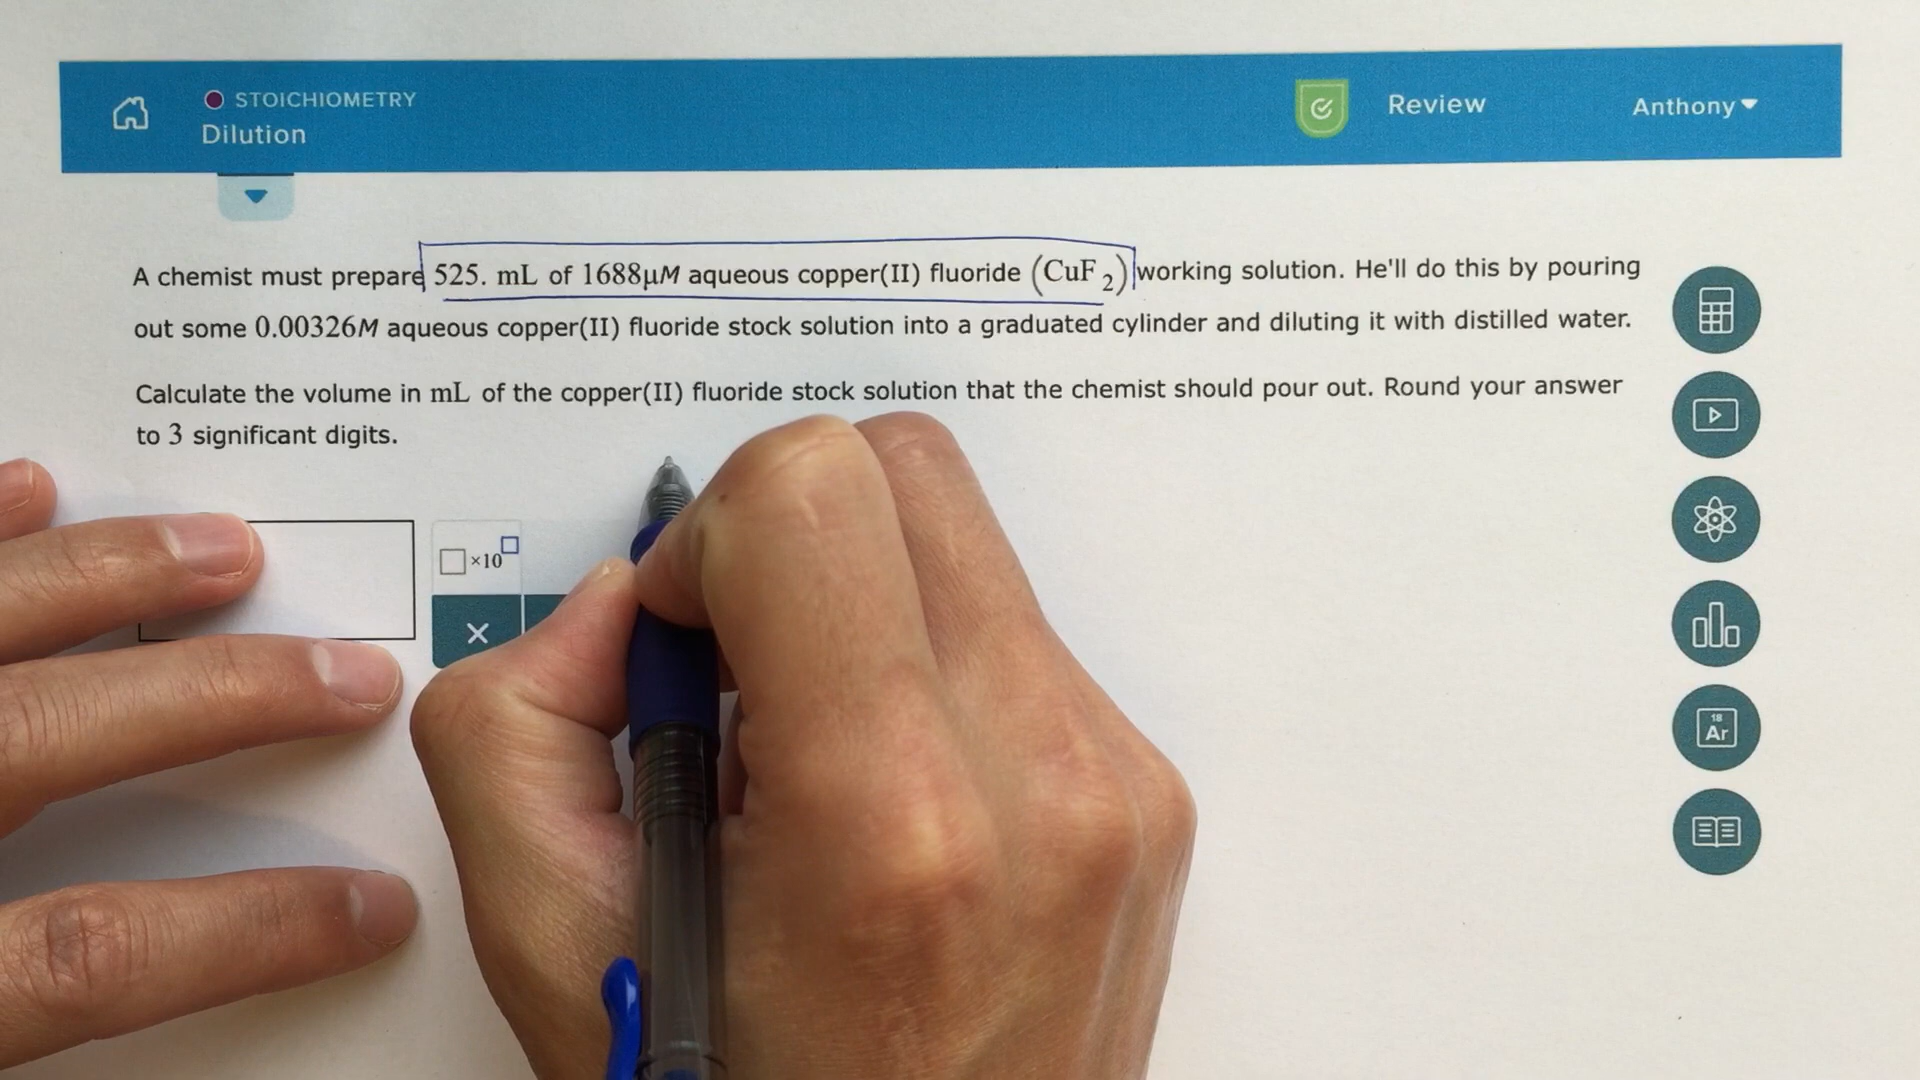 STOICHIOMETRY
Dilution
Review
Anthony
A chemist must prepare 525. mL of 1688μM aqueous copper(II) fluoride (CuF₂) working solution. He'll do this by pouring
out some 0.00326M aqueous copper(II) fluoride stock solution into a graduated cylinder and diluting it with distilled water.
Calculate the volume in mL of the copper(II) fluoride stock solution that the chemist should pour out. Round your answer
to 3 significant digits.
×10
18
Ar